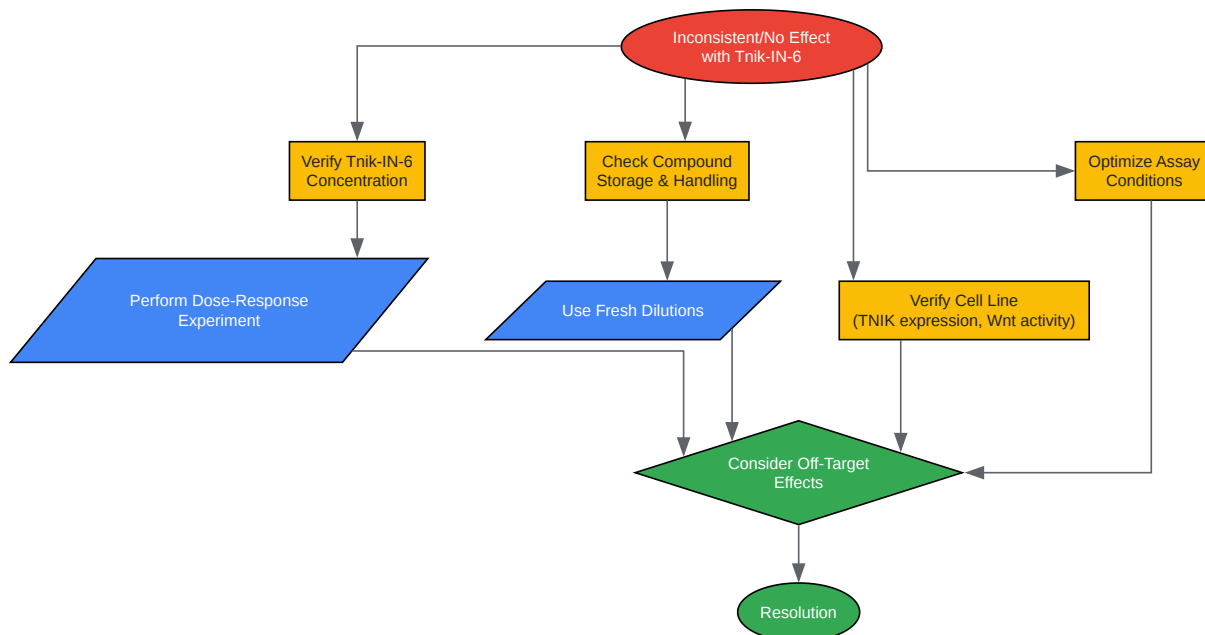 Inconsistent/No Effect
with Tnik-IN-6
Verify Tnik-IN-6
Concentration
Check Compound
Storage & Handling
Optimize Assay
Conditions
Perform Dose-Response
Experiment
Use Fresh Dilutions
Verify Cell Line
(TNIK expression, Wnt activity)
Consider Off-Target
Effects
Resolution